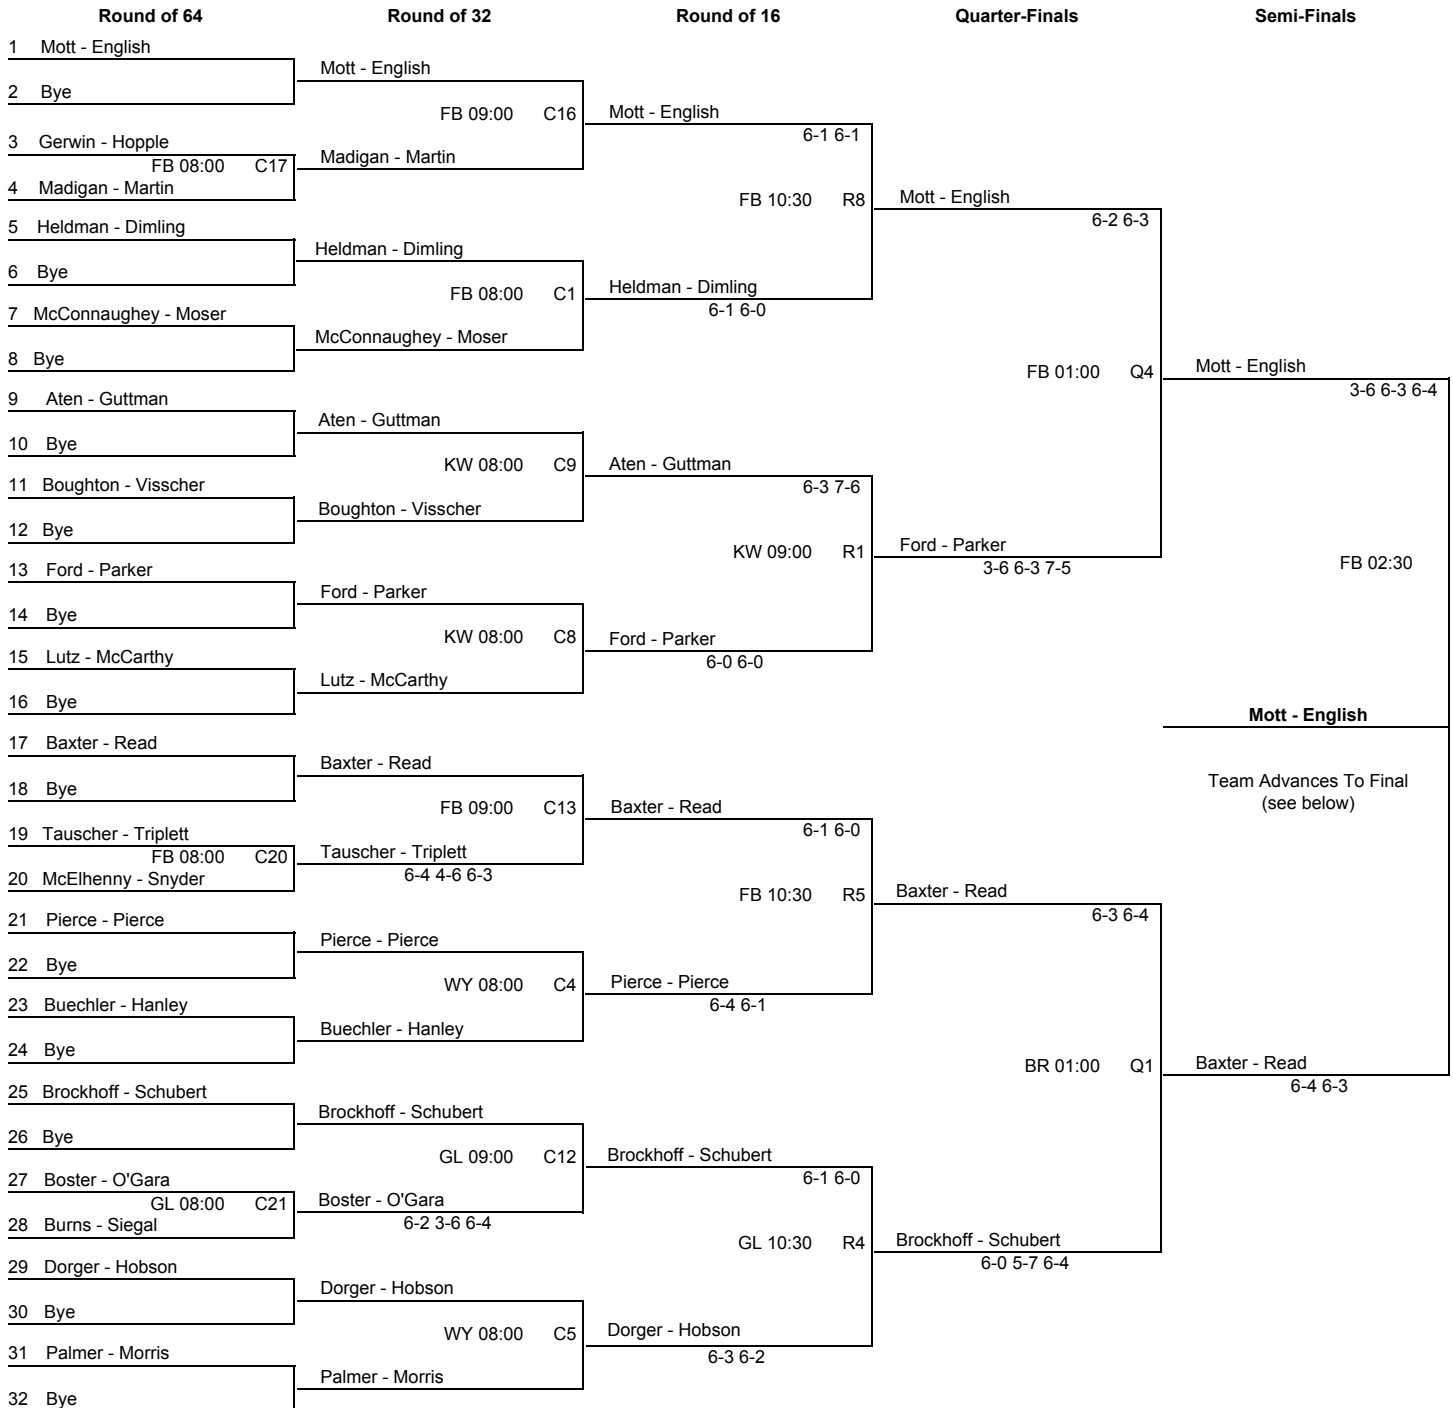 Round of 64 Round of 32 Round of 16 Quarter-Finals Semi-Finals
1 Mott - English
Mott - English
2 Bye
FB 09:00 C16 Mott - English
6-1 6-1
3 Gerwin - Hopple
FB 08:00 C17 Madigan - Martin
4 Madigan - Martin
FB 10:30 R8 Mott - English
6-2 6-3
5 Heldman - Dimling
Heldman - Dimling
6 Bye
FB 08:00 C1 Heldman - Dimling
6-1 6-0
7 McConnaughey - Moser
McConnaughey - Moser
8 Bye
FB 01:00 Q4 Mott - English
3-6 6-3 6-4
9 Aten - Guttman
Aten - Guttman
10 Bye
KW 08:00 C9 Aten - Guttman
6-3 7-6
11 Boughton - Visscher
Boughton - Visscher
12 Bye
KW 09:00 R1 Ford - Parker
3-6 6-3 7-5
FB 02:30
13 Ford - Parker
Ford - Parker
14 Bye
KW 08:00 C8 Ford - Parker
6-0 6-0
15 Lutz - McCarthy
Lutz - McCarthy
16 Bye
Mott - English
17 Baxter - Read
Baxter - Read
18 Bye
Team Advances To Final
(see below)
FB 09:00 C13 Baxter - Read
6-1 6-0
19 Tauscher - Triplett
FB 08:00 C20 Tauscher - Triplett
6-4 4-6 6-3
20 McElhenny - Snyder
FB 10:30 R5 Baxter - Read
6-3 6-4
21 Pierce - Pierce
Pierce - Pierce
22 Bye
WY 08:00 C4 Pierce - Pierce
6-4 6-1
23 Buechler - Hanley
Buechler - Hanley
24 Bye
BR 01:00 Q1 Baxter - Read
6-4 6-3
25 Brockhoff - Schubert
Brockhoff - Schubert
26 Bye
GL 09:00 C12 Brockhoff - Schubert
6-1 6-0
27 Boster - O'Gara
GL 08:00 C21 Boster - O'Gara
6-2 3-6 6-4
28 Burns - Siegal
GL 10:30 R4 Brockhoff - Schubert
6-0 5-7 6-4
29 Dorger - Hobson
Dorger - Hobson
30 Bye
WY 08:00 C5 Dorger - Hobson
6-3 6-2
31 Palmer - Morris
Palmer - Morris
32 Bye